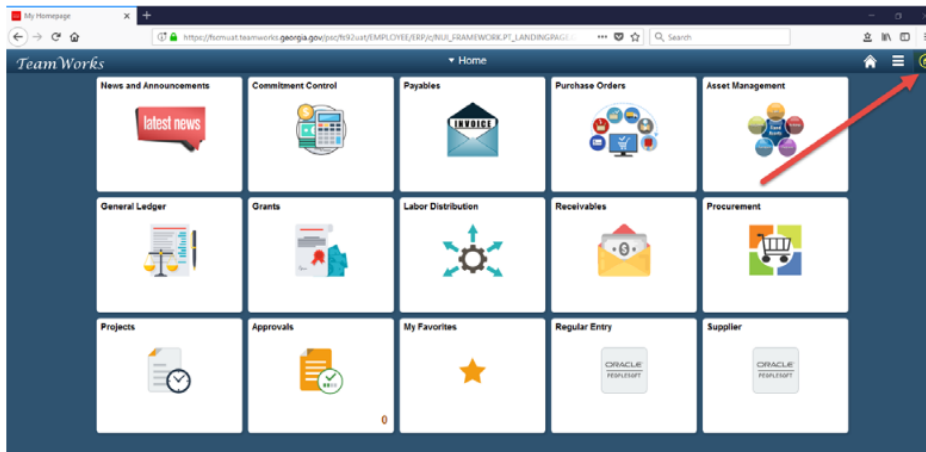 My Homepage
https://fscmuat.teamworks.georgia.gov/psc/fs92uat/EMPLOYEE/ERP/c/NUI_FRAMEWORK.PT_LANDINGPAGE
Search
TeamWorks
Home
News and Announcements
Commitment Control
Payables
Purchase Orders
Asset Management
latest news
INVOICE
General Ledger
Grants
Labor Distribution
Receivables
Procurement
Projects
Approvals
My Favorites
Regular Entry
Supplier
ORACLE
PEOPLESOFT
ORACLE
PEOPLESOFT
0